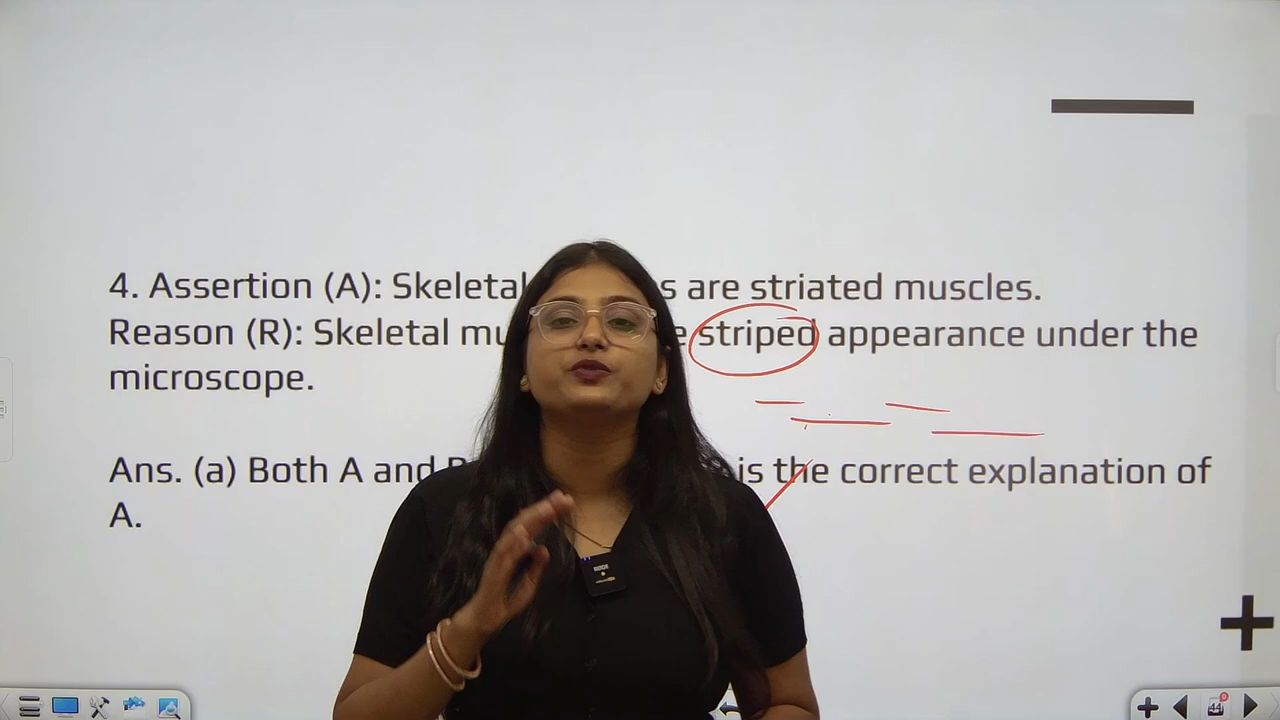 4. Assertion (A): Skeletal s are striated muscles.
Reason (R): Skeletal mu e striped appearance under the
microscope.
Ans. (a) Both A and is the correct explanation of
A.
44